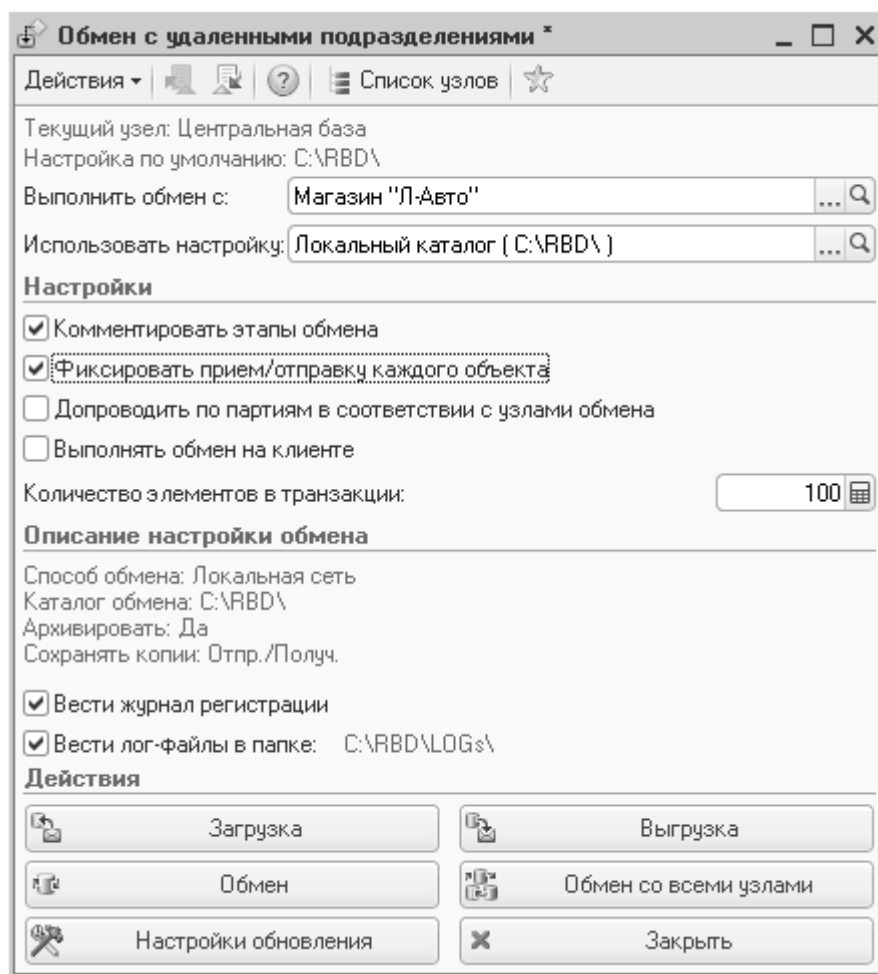 Обмен с удаленными подразделениями *
Действия
Список узлов
Текущий узел: Центральная база
Настройка по умолчанию: C:\RBD\
Выполнить обмен с: Магазин "Л-Авто" ...
Использовать настройку: Локальный каталог ( C:\RBD\ ) ...
Настройки
Комментировать этапы обмена
Фиксировать прием/отправку каждого объекта
Допроводить по партиям в соответствии с узлами обмена
Выполнять обмен на клиенте
Количество элементов в транзакции: 100
Описание настройки обмена
Способ обмена: Локальная сеть
Каталог обмена: C:\RBD\
Архивировать: Да
Сохранять копии: Отпр./Получ.
Вести журнал регистрации
Вести лог-файлы в папке: C:\RBD\LOGs\
Действия
Загрузка
Выгрузка
Обмен
Обмен со всеми узлами
Настройки обновления
Закрыть